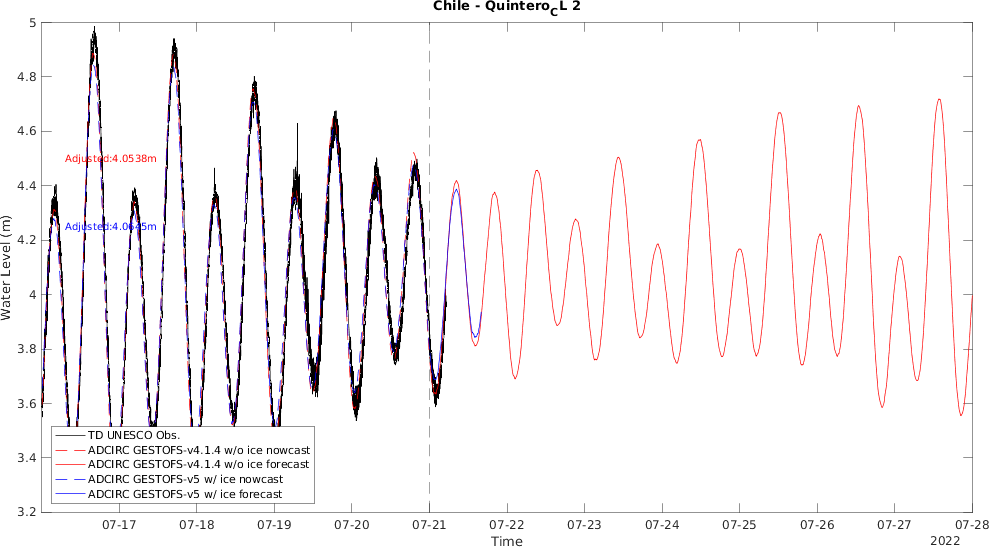 Chile - Quintero_CL 2
Water Level (m)
5
4.8
4.6
4.4
4.2
4
3.8
3.6
3.4
3.2
Adjusted:4.0538m
Adjusted:4.0645m
TD UNESCO Obs.
ADCIRC GESTOFS-v4.1.4 w/o ice nowcast
ADCIRC GESTOFS-v4.1.4 w/o ice forecast
ADCIRC GESTOFS-v5 w/ ice nowcast
ADCIRC GESTOFS-v5 w/ ice forecast
07-17 07-18 07-19 07-20 07-21 07-22 07-23 07-24 07-25 07-26 07-27 07-28
Time
2022